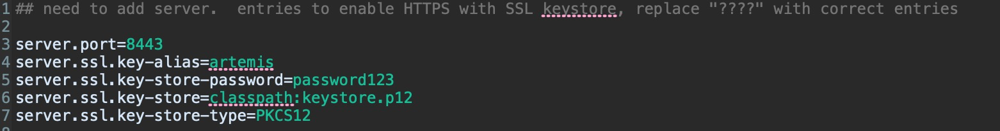 1 ## need to add server.  entries to enable HTTPS with SSL keystore, replace "????" with correct entries
2
3 server.port=8443
4 server.ssl.key-alias=artemis
5 server.ssl.key-store-password=password123
6 server.ssl.key-store=classpath:keystore.p12
7 server.ssl.key-store-type=PKCS12